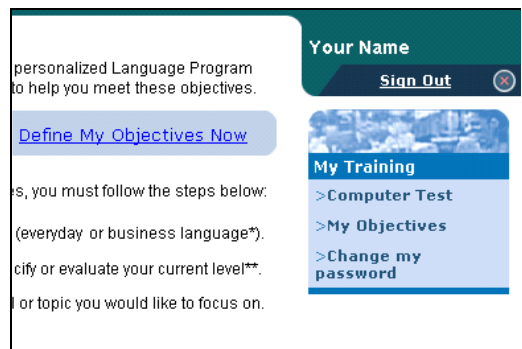 personalized Language Program
to help you meet these objectives.
Define My Objectives Now
s, you must follow the steps below:
(everyday or business language*).
cify or evaluate your current level**.
or topic you would like to focus on.
Your Name
Sign Out
My Training
>Computer Test
>My Objectives
>Change my
password